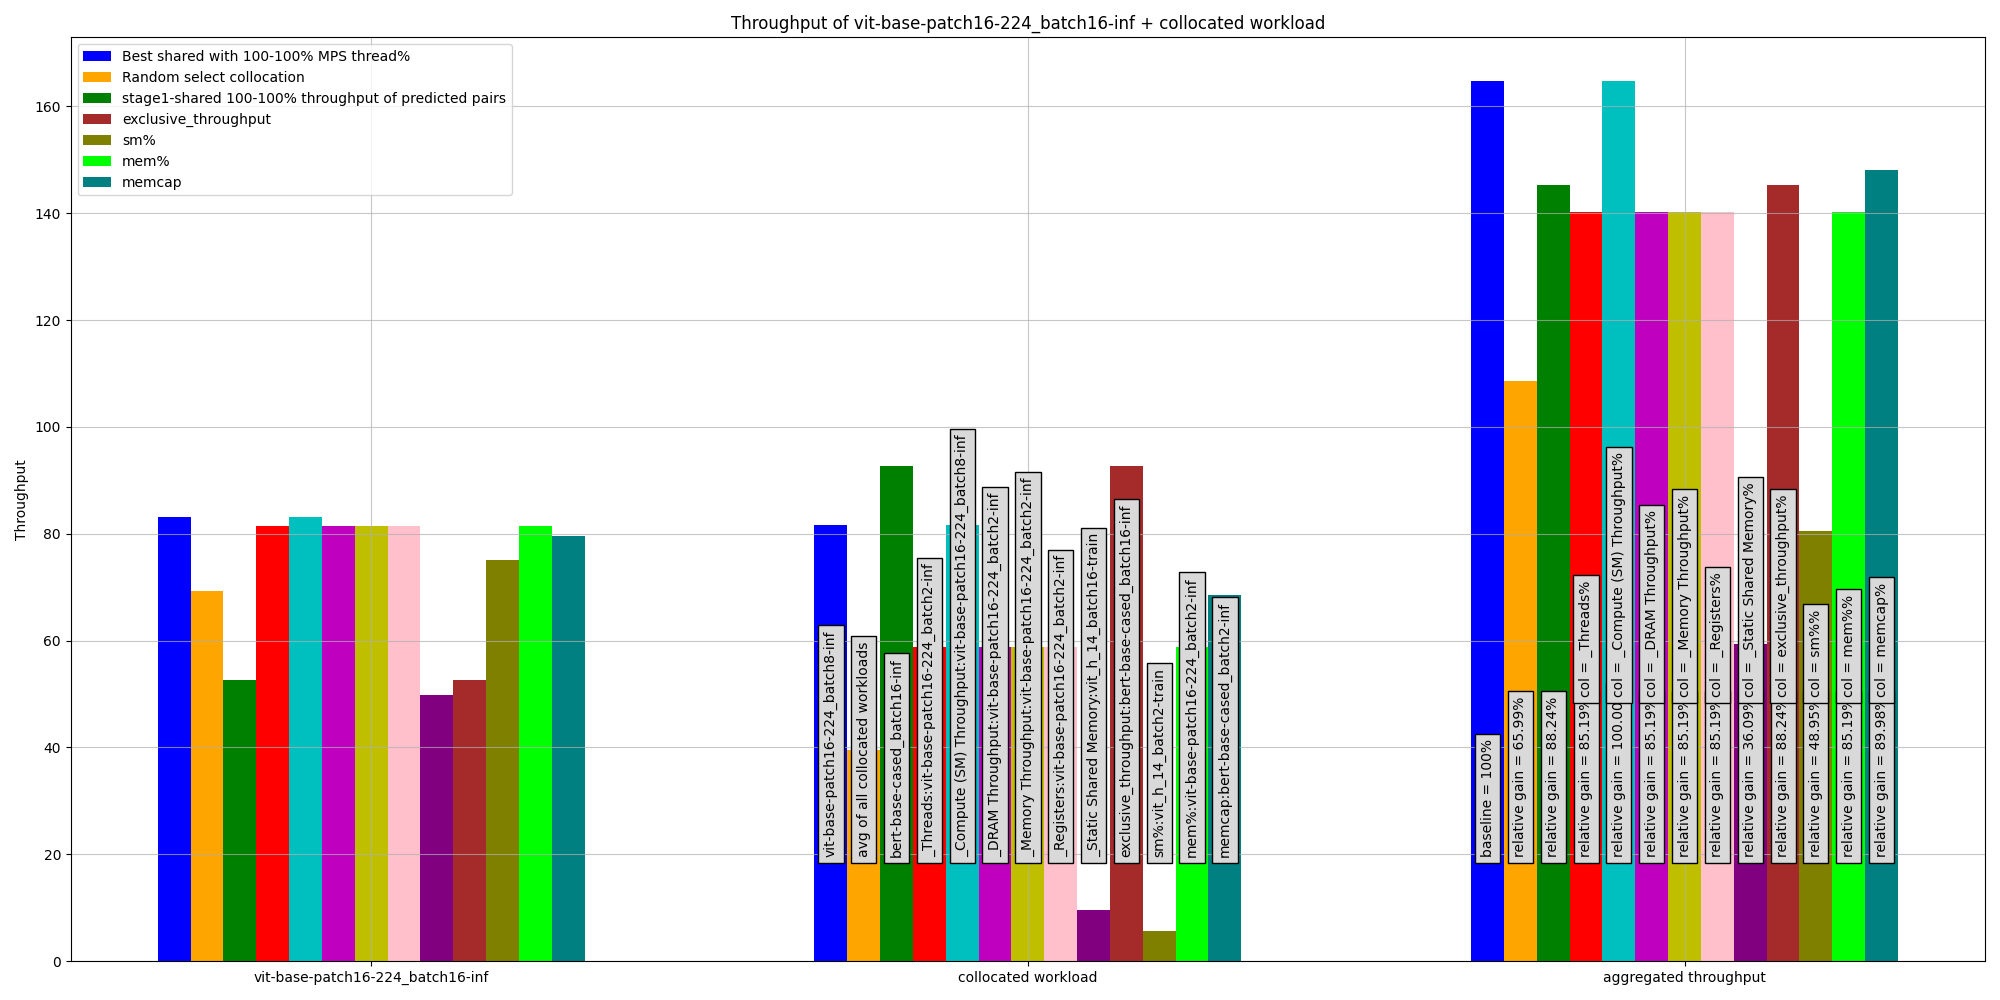 Throughput of vit-base-patch16-224_batch16-inf + collocated workload
Best shared with 100-100% MPS thread%
Random select collocation
stage1-shared 100-100% throughput of predicted pairs
exclusive_throughput
sm%
mem%
memcap
Throughput
160
140
120
100
80
60
40
20
0
vit-base-patch16-224_batch8-inf
avg of all collocated workloads
bert-base-cased_batch16-inf
_Threads:vit-base-patch16-224_batch2-inf
_Compute (SM) Throughput:vit-base-patch16-224_batch8-inf
_DRAM Throughput:vit-base-patch16-224_batch2-inf
_Memory Throughput:vit-base-patch16-224_batch2-inf
_Registers:vit-base-patch16-224_batch2-inf
_Static Shared Memory:vit_h_14_batch16-train
exclusive_throughput:bert-base-cased_batch16-inf
sm%:vit_h_14_batch2-train
mem%:vit-base-patch16-224_batch2-inf
memcap:bert-base-cased_batch2-inf
baseline = 100%
relative gain = 65.99%
relative gain = 88.24%
relative gain = 85.19%
col = _Threads%
relative gain = 100.00
col = _Compute (SM) Throughput%
relative gain = 85.19%
col = _DRAM Throughput%
relative gain = 85.19%
col = _Memory Throughput%
relative gain = 85.19%
col = _Registers%
relative gain = 36.09%
col = _Static Shared Memory%
relative gain = 88.24%
col = exclusive_throughput%
relative gain = 48.95%
col = sm%%
relative gain = 85.19%
col = mem%%
relative gain = 89.98%
col = memcap%
vit-base-patch16-224_batch16-inf
collocated workload
aggregated throughput